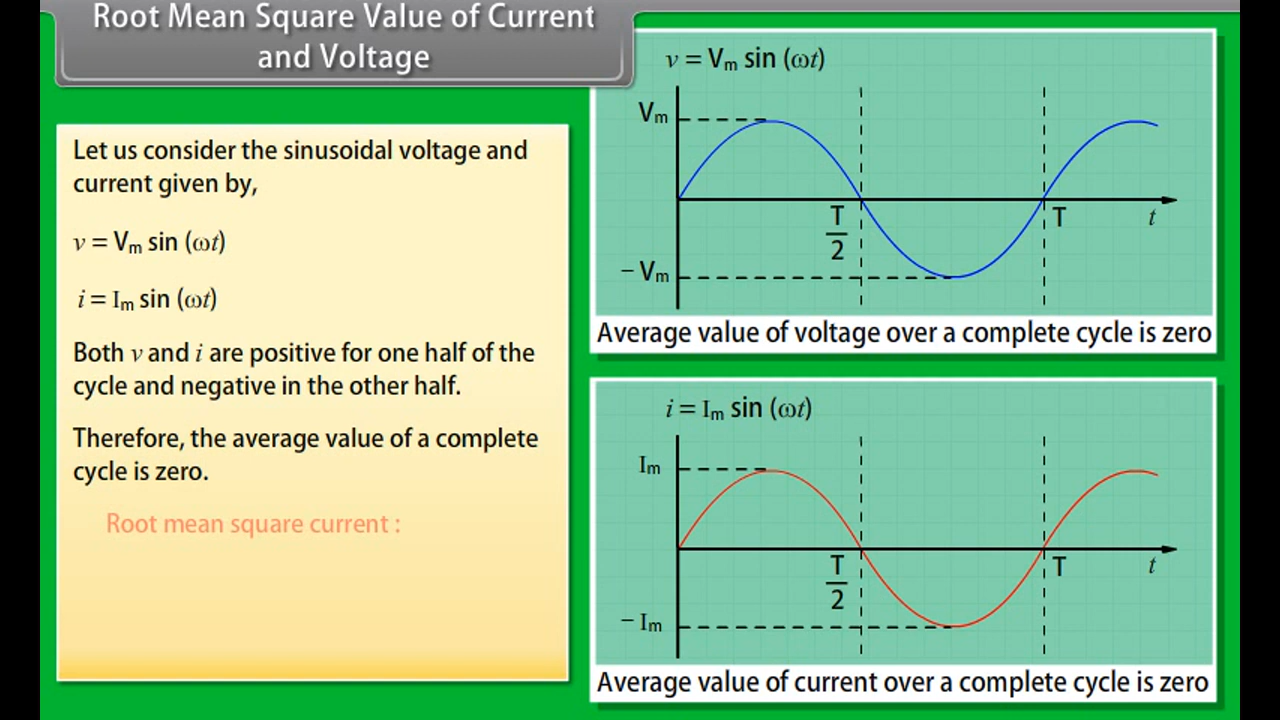 Root Mean Square Value of Current
and Voltage
Let us consider the sinusoidal voltage and
current given by,
v = Vm sin (ωt)
i = Im sin (ωt)
Both v and i are positive for one half of the
cycle and negative in the other half.
Therefore, the average value of a complete
cycle is zero.
Root mean square current :
v = Vm sin (ωt)
Vm
T
2
T
t
– Vm
Average value of voltage over a complete cycle is zero
i = Im sin (ωt)
Im
T
2
T
t
– Im
Average value of current over a complete cycle is zero